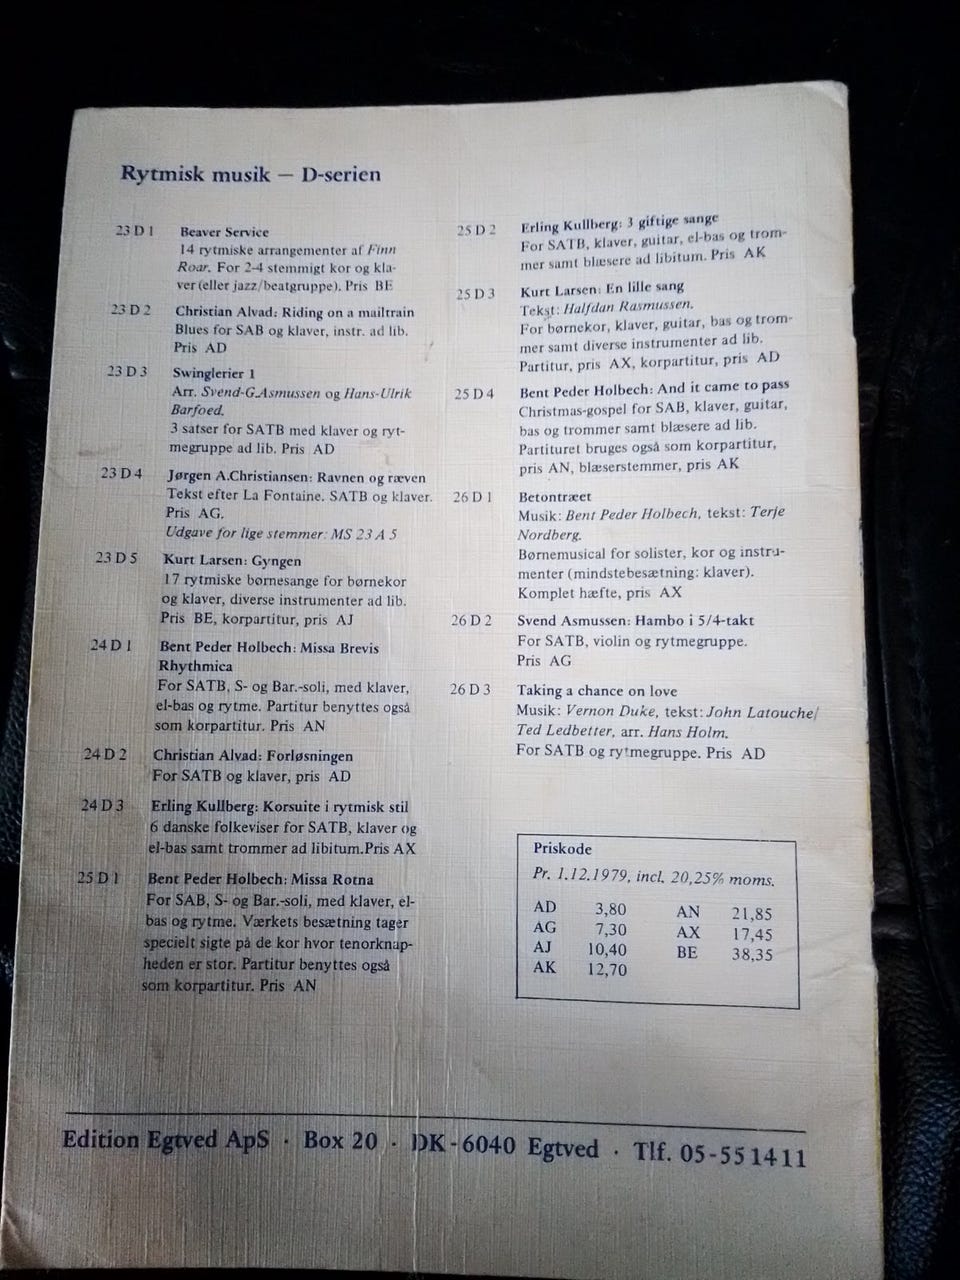 Rytmisk musik — D-serien
23 D 1 Beaver Service
14 rytmiske arrangementer af Finn
Roar. For 2-4 stemmigt kor og kla-
ver (eller jazz/beatgruppe). Pris BE
23 D 2 Christian Alvad: Riding on a mailtrain
Blues for SAB og klaver, instr. ad lib.
Pris AD
23 D 3 Swinglerier 1
Arr. Svend-G.Asmussen og Hans-Ulrik
Barfoed.
3 satser for SATB med klaver og ryt-
megruppe ad lib. Pris AD
23 D 4 Jørgen A.Christiansen: Ravnen og ræven
Tekst efter La Fontaine. SATB og klaver.
Pris AG.
Udgave for lige stemmer: MS 23 A 5
23 D 5 Kurt Larsen: Gyngen
17 rytmiske børnesange for børnekor
og klaver, diverse instrumenter ad lib.
Pris BE, korpartitur, pris AJ
24 D 1 Bent Peder Holbech: Missa Brevis
Rhythmica
For SATB, S- og Bar.-soli, med klaver,
el-bas og rytme. Partitur benyttes også
som korpartitur. Pris AN
24 D 2 Christian Alvad: Forløsningen
For SATB og klaver, pris AD
24 D 3 Erling Kullberg: Korsuite i rytmisk stil
6 danske folkeviser for SATB, klaver og
el-bas samt trommer ad libitum.Pris AX
25 D 1 Bent Peder Holbech: Missa Rotna
For SAB, S- og Bar.-soli, med klaver, el-
bas og rytme. Værkets besætning tager
specielt sigte på de kor hvor tenorknap-
heden er stor. Partitur benyttes også
som korpartitur. Pris AN
25 D 2 Erling Kullberg: 3 giftige sange
For SATB, klaver, guitar, el-bas og trom-
mer samt blæsere ad libitum. Pris AK
25 D 3 Kurt Larsen: En lille sang
Tekst: Halfdan Rasmussen.
For børnekor, klaver, guitar, bas og trom-
mer samt diverse instrumenter ad lib.
Partitur, pris AX, korpartitur, pris AD
25 D 4 Bent Peder Holbech: And it came to pass
Christmas-gospel for SAB, klaver, guitar,
bas og trommer samt blæsere ad lib.
Partituret bruges også som korpartitur,
pris AN, blæserstemmer, pris AK
26 D 1 Betontræet
Musik: Bent Peder Holbech, tekst: Terje
Nordberg.
Børnemusical for solister, kor og instru-
menter (mindstebesætning: klaver).
Komplet hæfte, pris AX
26 D 2 Svend Asmussen: Hambo i 5/4-takt
For SATB, violin og rytmegruppe.
Pris AG
26 D 3 Taking a chance on love
Musik: Vernon Duke, tekst: John Latouche/
Ted Ledbetter, arr. Hans Holm.
For SATB og rytmegruppe. Pris AD
Priskode
Pr. 1.12.1979, incl. 20,25% moms.
AD 3,80 AN 21,85
AG 7,30 AX 17,45
AJ 10,40 BE 38,35
AK 12,70
Edition Egtved ApS · Box 20 · DK-6040 Egtved · Tlf. 05-551411